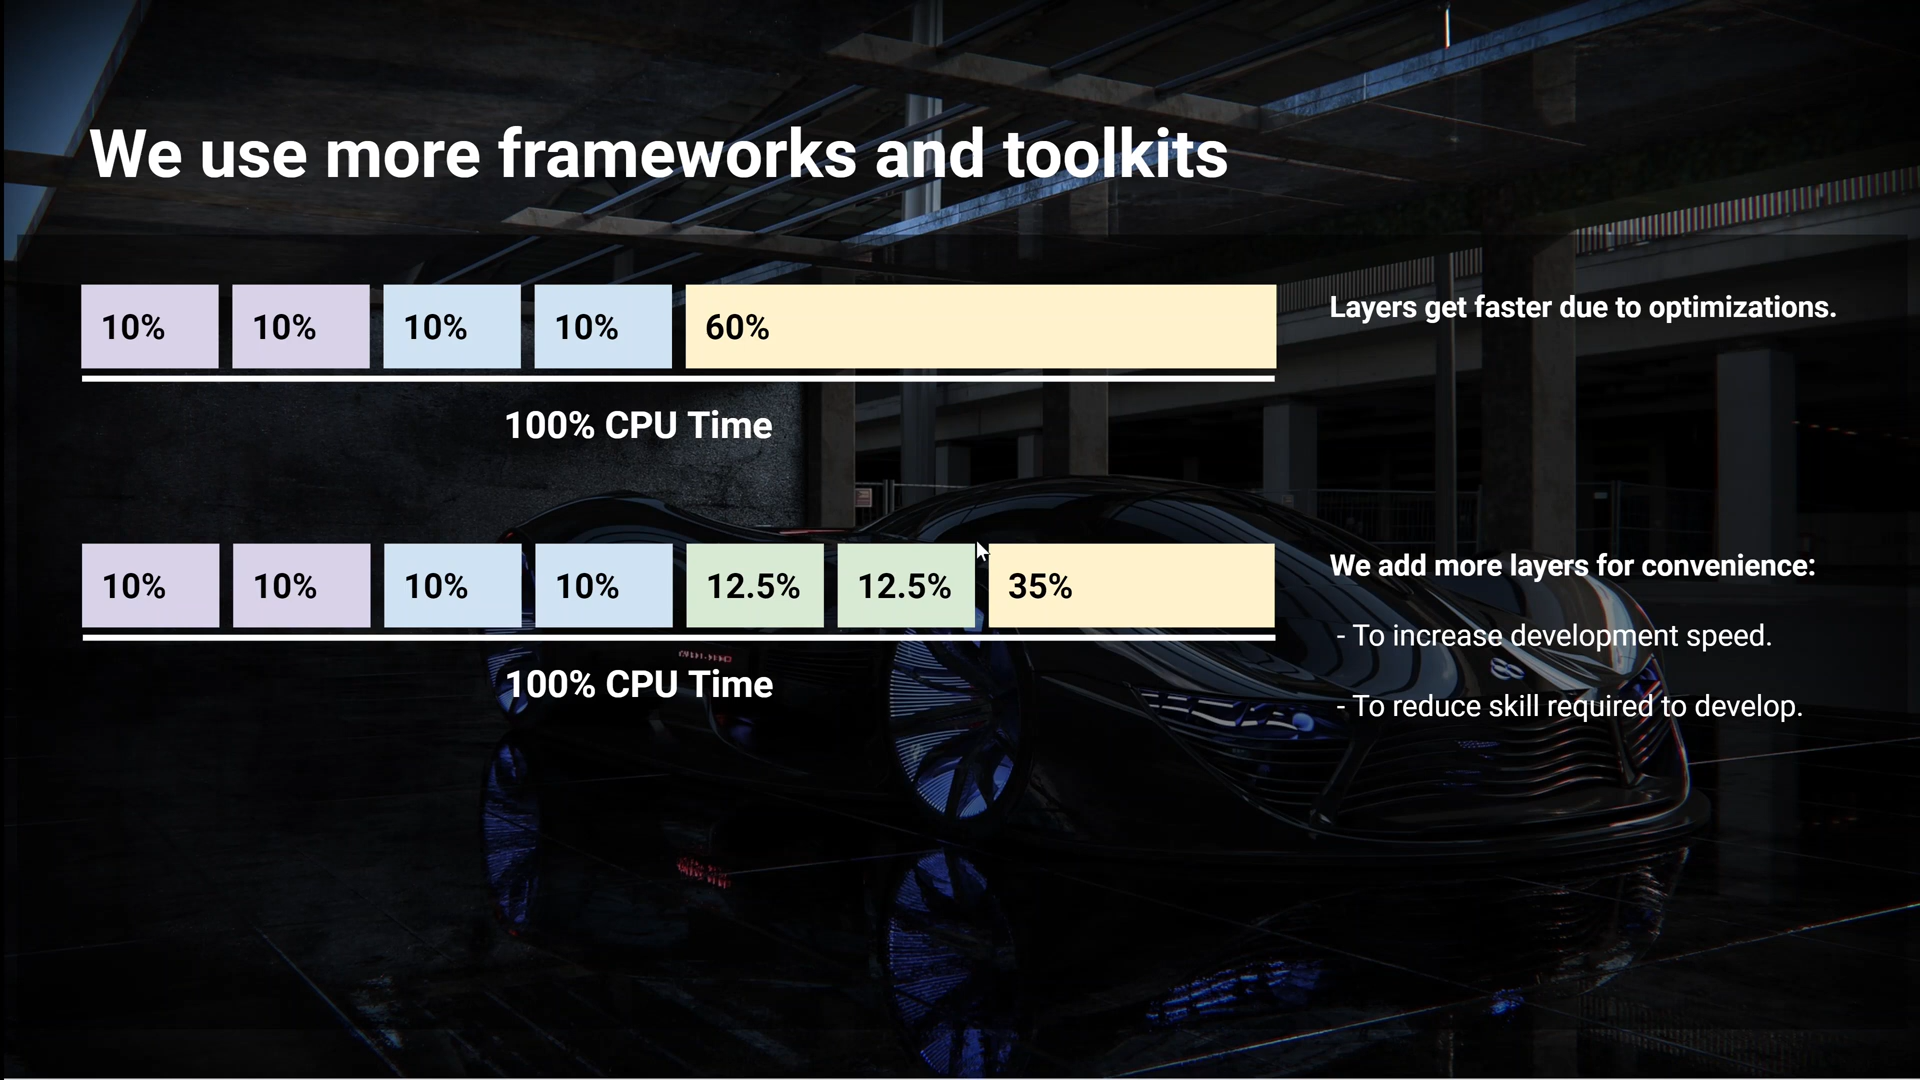 We use more frameworks and toolkits
10% 10% 10% 10% 60%
Layers get faster due to optimizations.
100% CPU Time
10% 10% 10% 10% 12.5% 12.5% 35%
We add more layers for convenience:
- To increase development speed.
100% CPU Time
- To reduce skill required to develop.